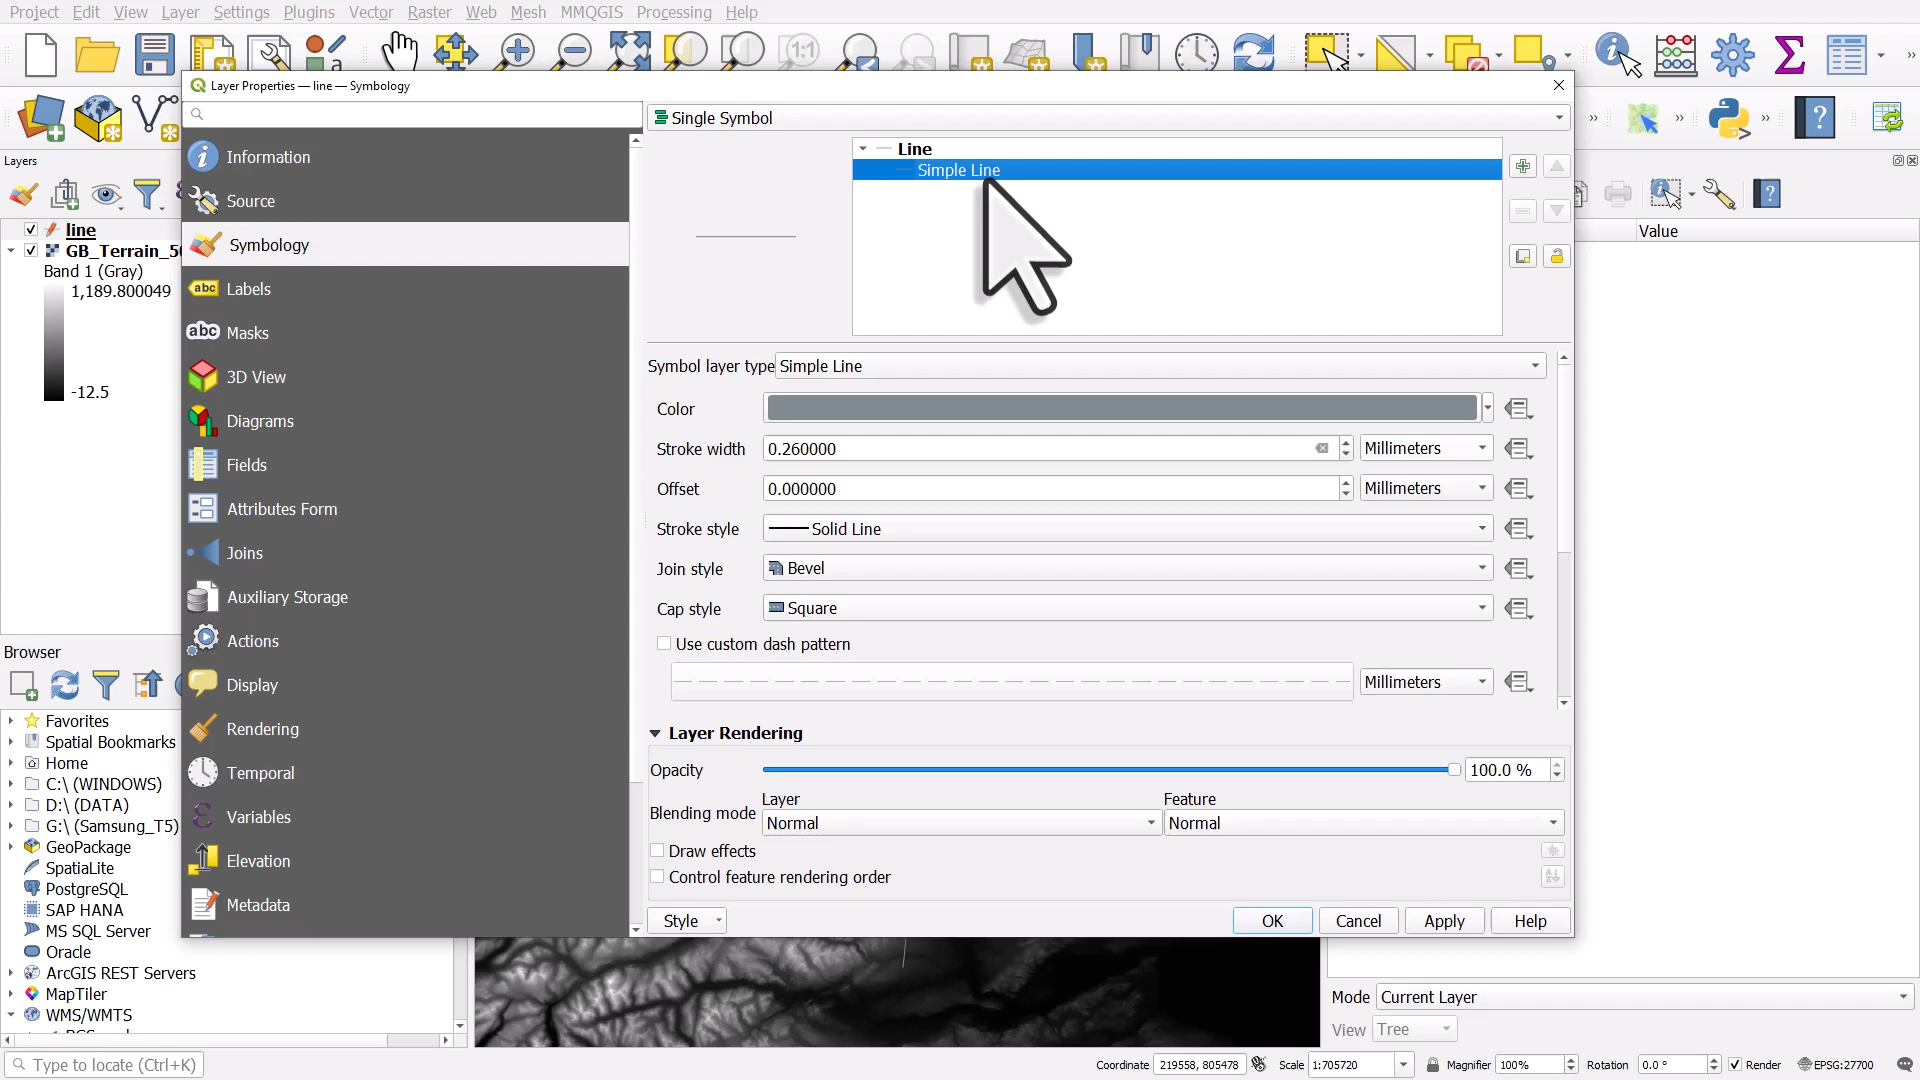 Project Edit View Layer Settings Plugins Vector Raster Web Mesh MMQGIS Processing Help
Layer Properties — line — Symbology
Single Symbol
Layers
Information
Line
Simple Line
Source
line
Symbology
Value
GB_Terrain_50
Band 1 (Gray)
1,189.800049
-12.5
abc Labels
abc Masks
3D View
Diagrams
Fields
Attributes Form
Joins
Auxiliary Storage
Actions
Display
Rendering
Temporal
Variables
Elevation
Metadata
Symbol layer type Simple Line
Color
Stroke width 0.260000 Millimeters
Offset 0.000000 Millimeters
Stroke style Solid Line
Join style Bevel
Cap style Square
Use custom dash pattern
Millimeters
Layer Rendering
Opacity 100.0 %
Layer Feature
Blending mode Normal Normal
Draw effects
Control feature rendering order
Style OK Cancel Apply Help
Browser
Favorites
Spatial Bookmarks
Home
C:\ (WINDOWS)
D:\ (DATA)
G:\ (Samsung_T5)
GeoPackage
SpatiaLite
PostgreSQL
SAP HANA
MS SQL Server
Oracle
ArcGIS REST Servers
MapTiler
WMS/WMTS
Mode Current Layer
View Tree
Type to locate (Ctrl+K)
Coordinate 219558, 805478 Scale 1:705720 Magnifier 100% Rotation 0.0 ° Render EPSG:27700